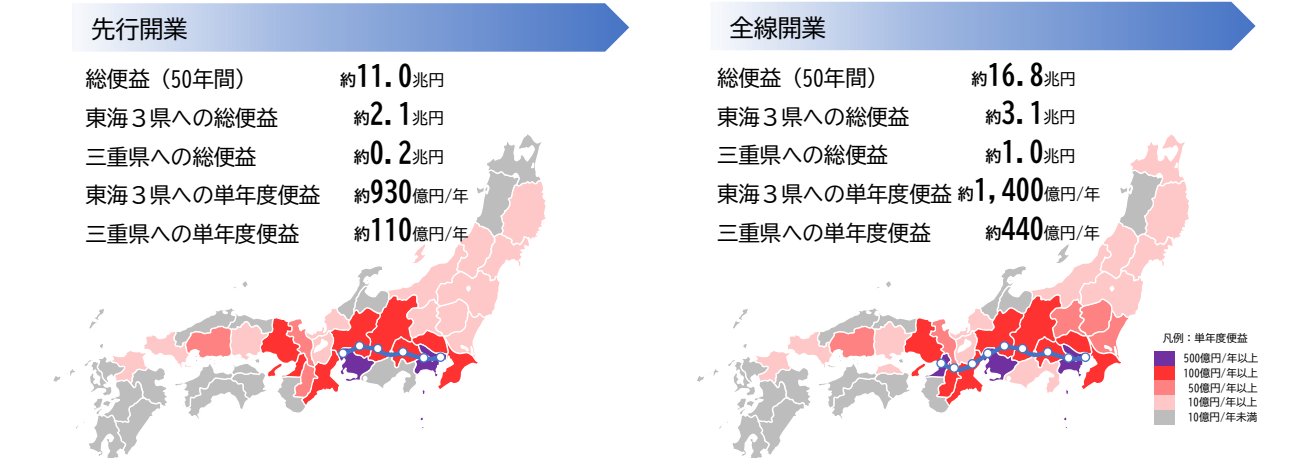 先行開業
総便益（50年間） 約11.0兆円
東海３県への総便益 約2.1兆円
三重県への総便益 約0.2兆円
東海３県への単年度便益 約930億円/年
三重県への単年度便益 約110億円/年
全線開業
総便益（50年間） 約16.8兆円
東海３県への総便益 約3.1兆円
三重県への総便益 約1.0兆円
東海３県への単年度便益 約1,400億円/年
三重県への単年度便益 約440億円/年
凡例：単年度便益
500億円/年以上
100億円/年以上
50億円/年以上
10億円/年以上
10億円/年未満